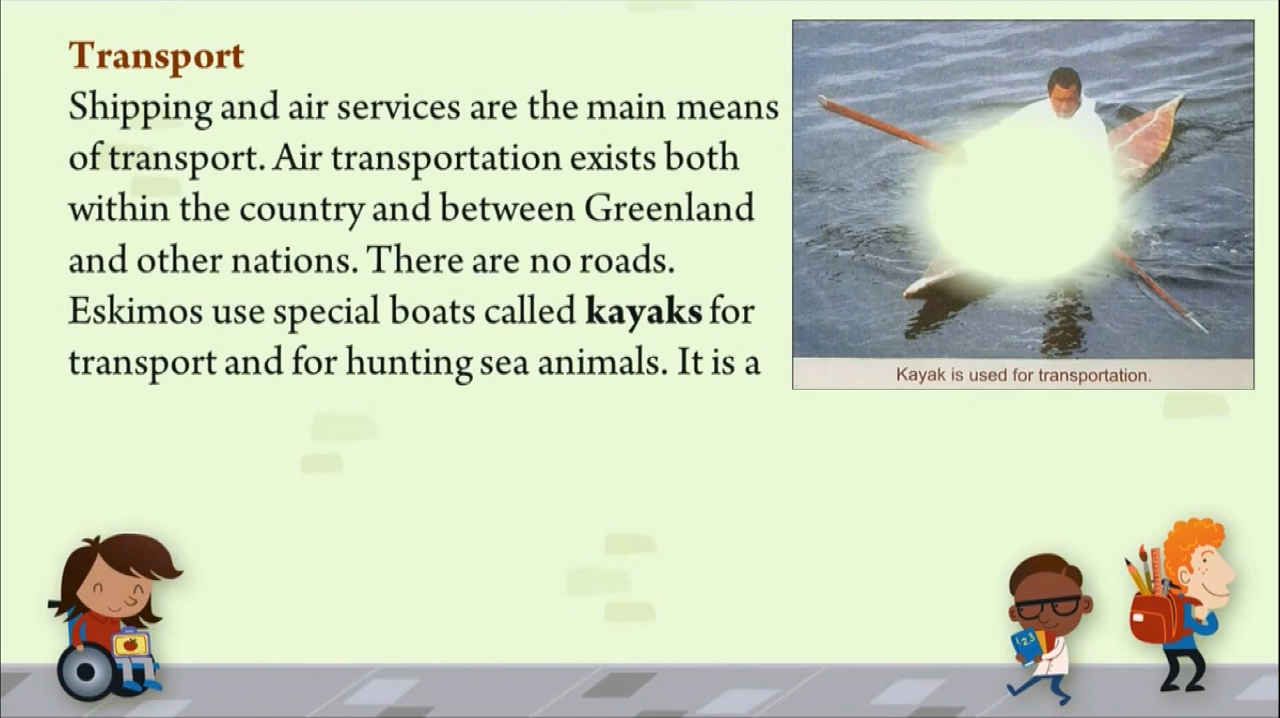 Transport
Shipping and air services are the main means
of transport. Air transportation exists both
within the country and between Greenland
and other nations. There are no roads.
Eskimos use special boats called kayaks for
transport and for hunting sea animals. It is a
Kayak is used for transportation.
123